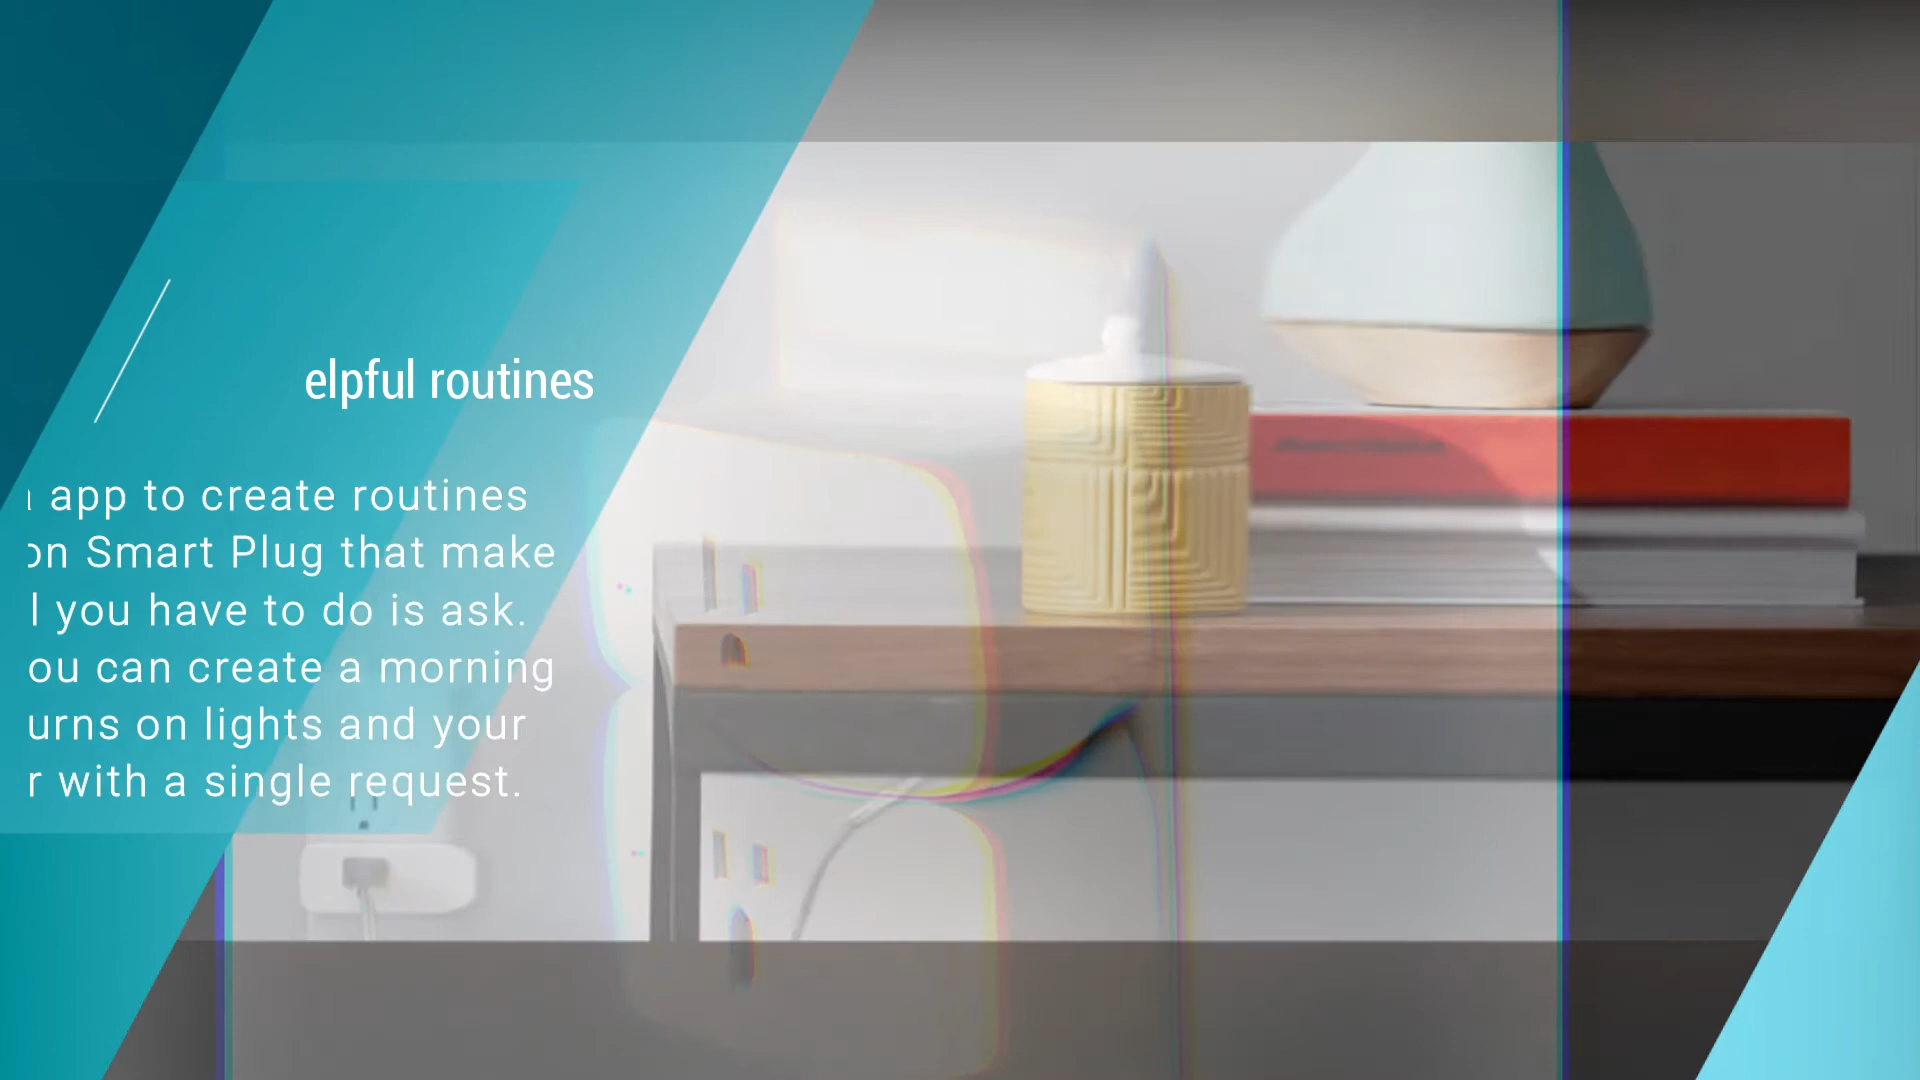 elpful routines
app to create routines
on Smart Plug that make
l you have to do is ask.
ou can create a morning
urns on lights and your
r with a single request.